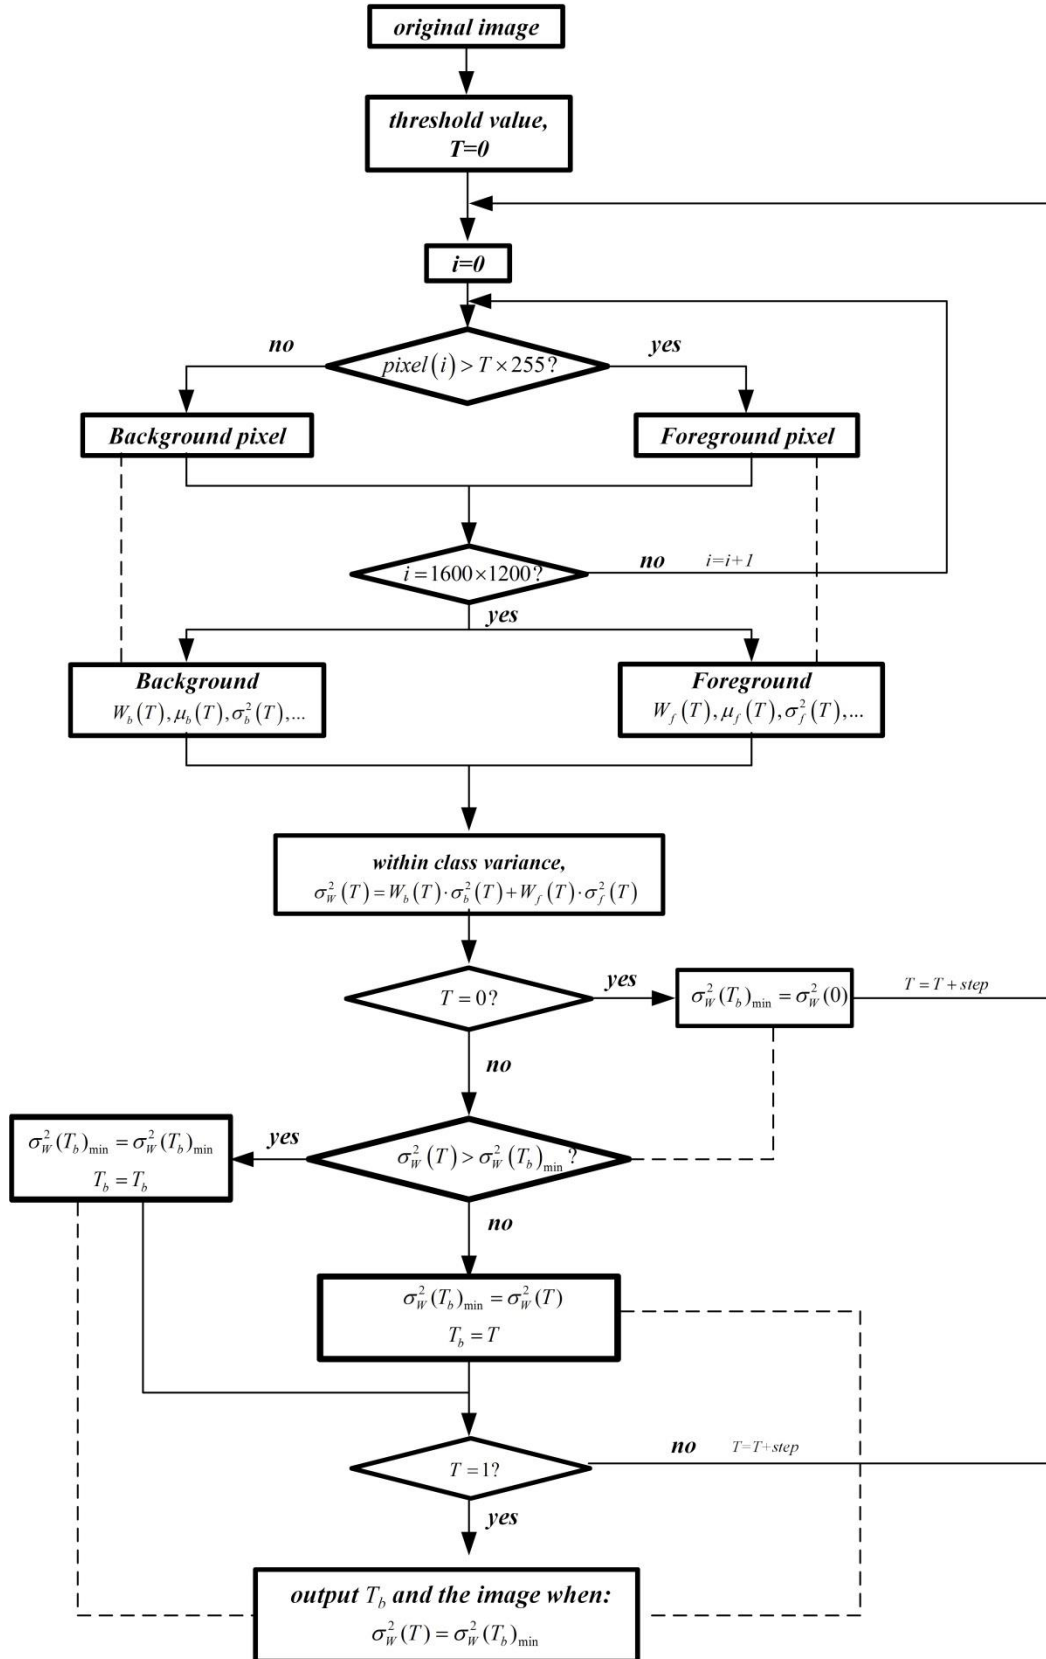 original image
threshold value,
T=0
i=0
no
yes
pixel(i) > T × 255?
Background pixel
Foreground pixel
i = 1600 × 1200?
no
i=i+1
yes
Background
W_b(T), μ_b(T), σ_b^2(T), ...
Foreground
W_f(T), μ_f(T), σ_f^2(T), ...
within class variance,
σ_W^2(T) = W_b(T)·σ_b^2(T) + W_f(T)·σ_f^2(T)
T = 0?
yes
σ_W^2(T_b)_min = σ_W^2(0)
T = T + step
no
σ_W^2(T) > σ_W^2(T_b)_min?
yes
σ_W^2(T_b)_min = σ_W^2(T_b)_min
T_b = T_b
no
σ_W^2(T_b)_min = σ_W^2(T)
T_b = T
T = 1?
no
T=T+step
yes
output T_b and the image when:
σ_W^2(T) = σ_W^2(T_b)_min